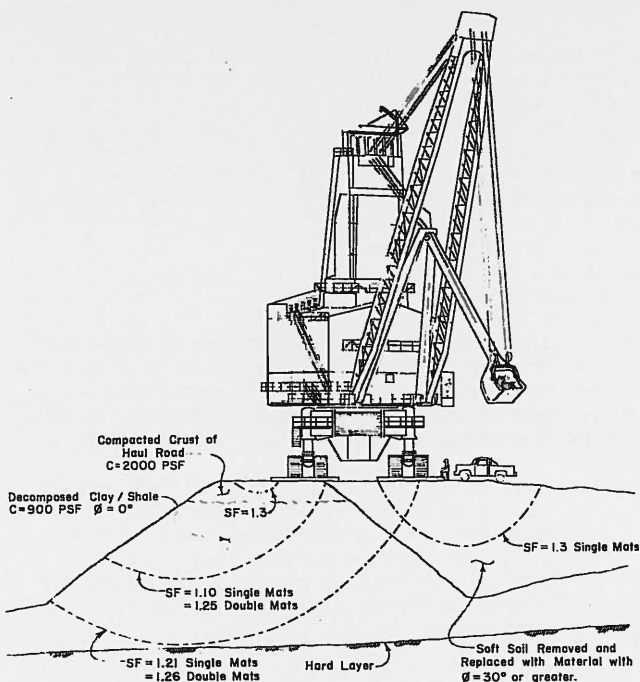 Compacted Crust of
Haul Road
C=2000 PSF
Decomposed Clay / Shale
C=900 PSF Ø=0°
SF=1.3
SF=1.3 Single Mats
SF=1.10 Single Mats
=1.25 Double Mats
SF=1.21 Single Mats
=1.26 Double Mats
Hard Layer
Soft Soil Removed and
Replaced with Material with
Ø=30° or greater.